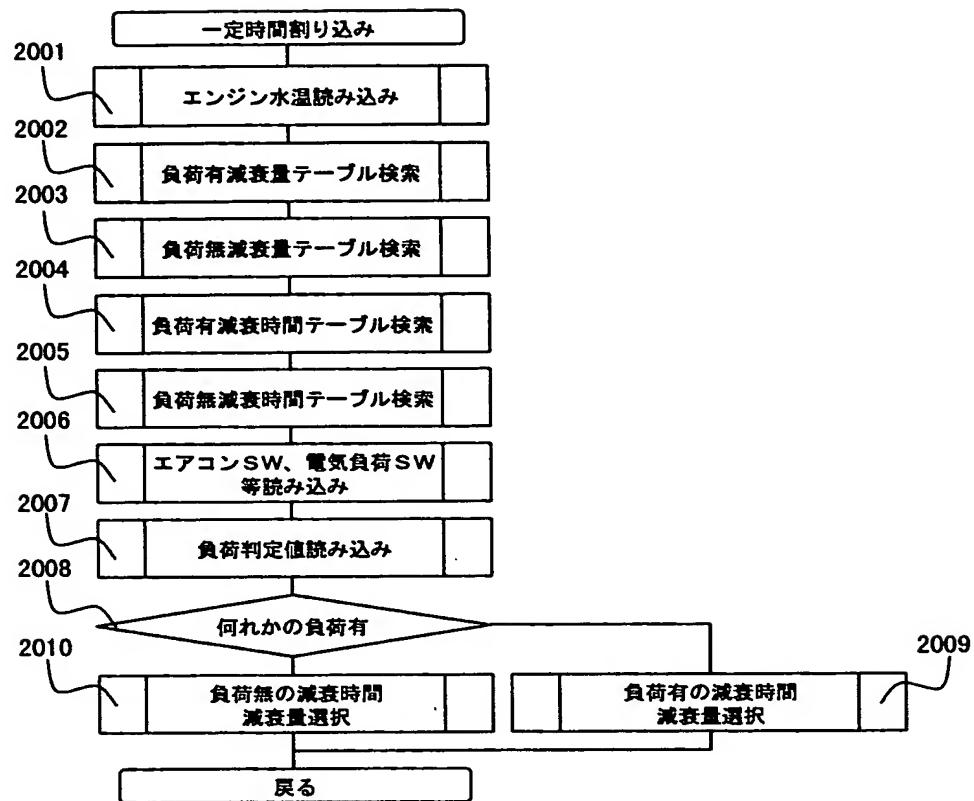 一定時間割り込み
2001
エンジン水温読み込み
2002
負荷有減衰量テーブル検索
2003
負荷無減衰量テーブル検索
2004
負荷有減衰時間テーブル検索
2005
負荷無減衰時間テーブル検索
2006
エアコンSW、電気負荷SW
等読み込み
2007
負荷判定値読み込み
2008
何れかの負荷有
2010
負荷無の減衰時間
減衰量選択
2009
負荷有の減衰時間
減衰量選択
戻る